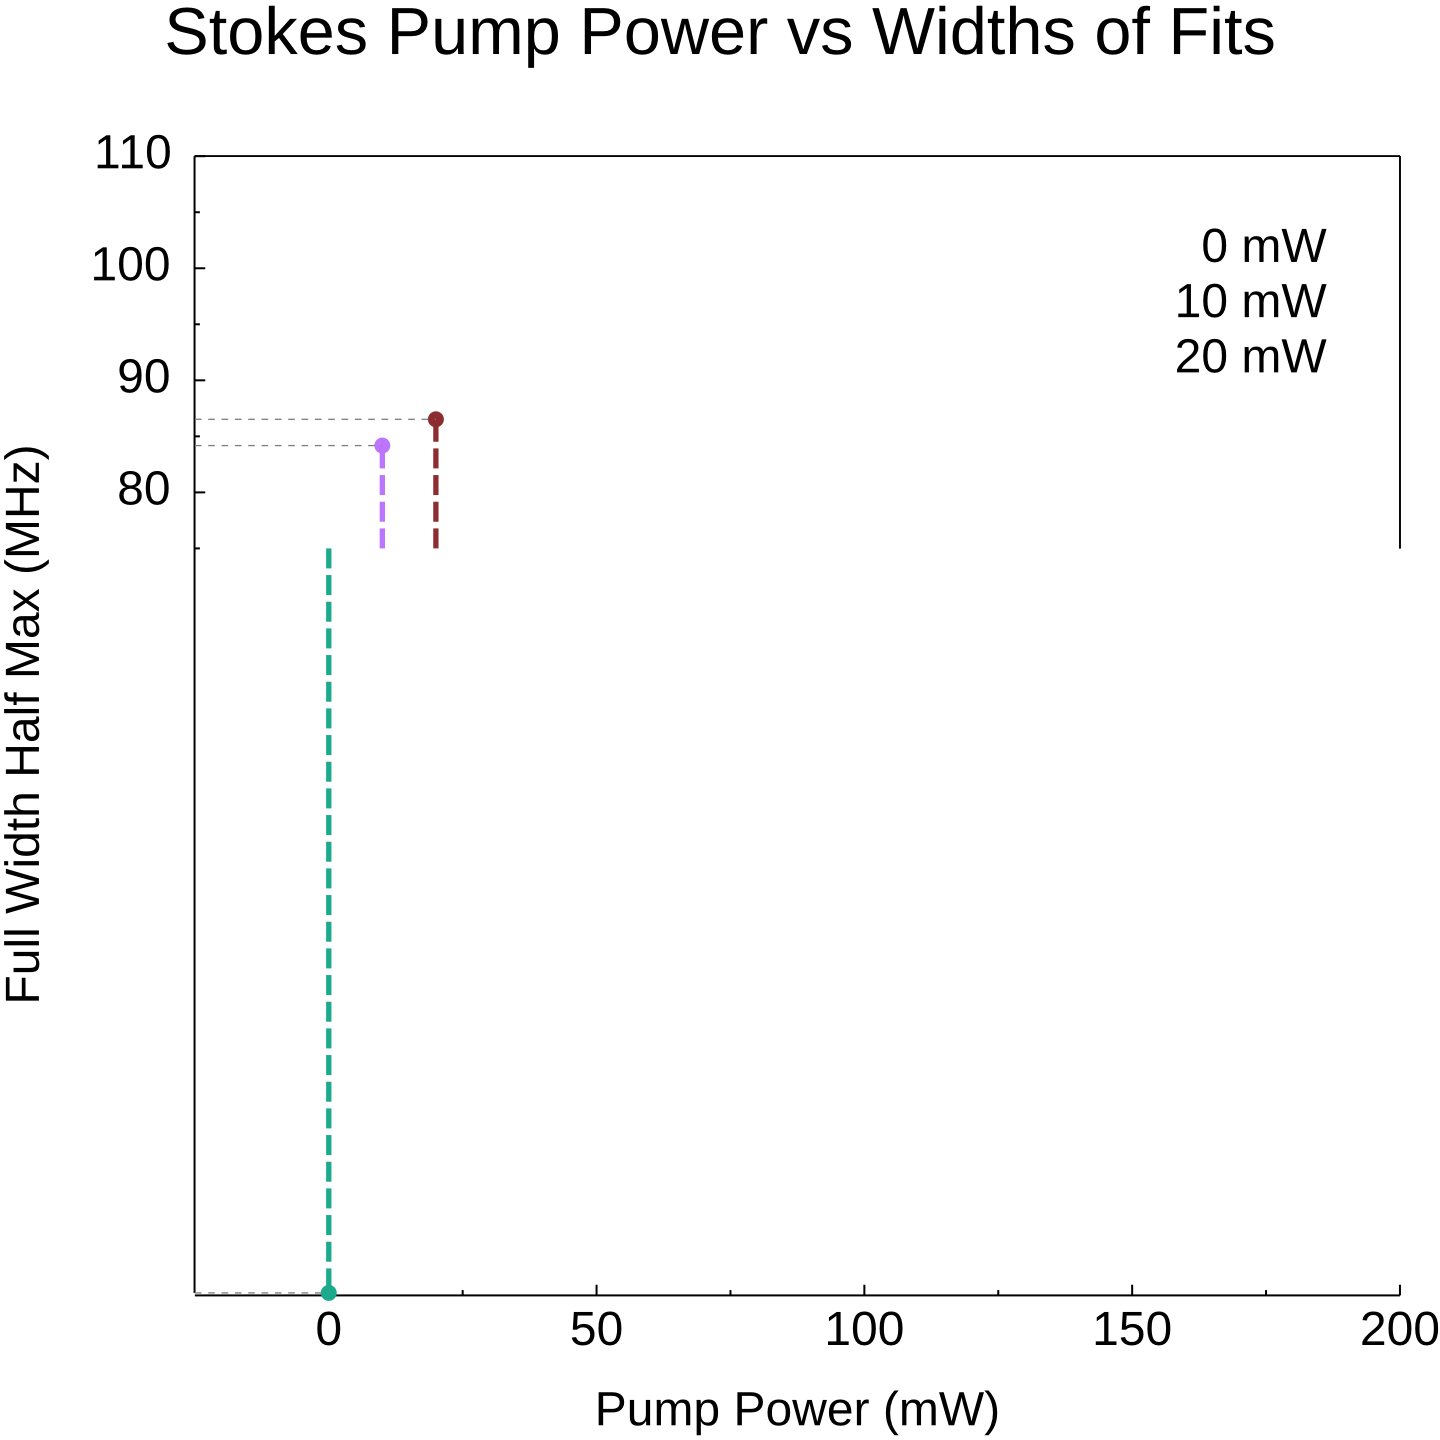 Stokes Pump Power vs Widths of Fits
110
100
90
80
0 mW
10 mW
20 mW
Full Width Half Max (MHz)
0 50 100 150 200
Pump Power (mW)